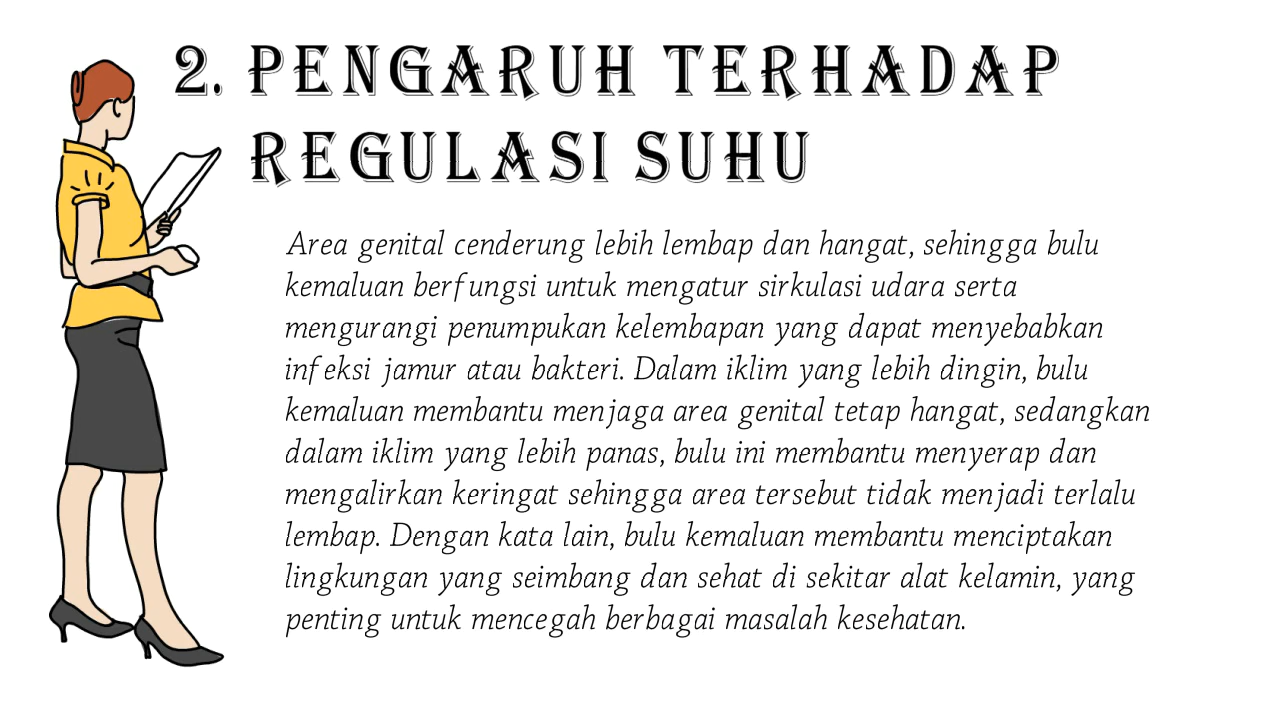 2. PENGARUH TERHADAP
REGULASI SUHU
Area genital cenderung lebih lembap dan hangat, sehingga bulu
kemaluan berfungsi untuk mengatur sirkulasi udara serta
mengurangi penumpukan kelembapan yang dapat menyebabkan
infeksi jamur atau bakteri. Dalam iklim yang lebih dingin, bulu
kemaluan membantu menjaga area genital tetap hangat, sedangkan
dalam iklim yang lebih panas, bulu ini membantu menyerap dan
mengalirkan keringat sehingga area tersebut tidak menjadi terlalu
lembap. Dengan kata lain, bulu kemaluan membantu menciptakan
lingkungan yang seimbang dan sehat di sekitar alat kelamin, yang
penting untuk mencegah berbagai masalah kesehatan.